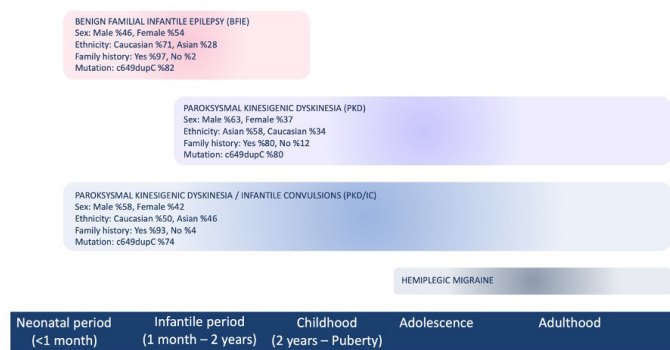 BENIGN FAMILIAL INFANTILE EPILEPSY (BFIE)
Sex: Male %46, Female %54
Ethnicity: Caucasian %71, Asian %28
Family history: Yes %97, No %2
Mutation: c649dupC %82
PAROKSYSMAL KINESIGENIC DYSKINESIA (PKD)
Sex: Male %63, Female %37
Ethnicity: Asian %58, Caucasian %34
Family history: Yes %80, No %12
Mutation: c649dupC %80
PAROKSYSMAL KINESIGENIC DYSKINESIA / INFANTILE CONVULSIONS (PKD/IC)
Sex: Male %58, Female %42
Ethnicity: Caucasian %50, Asian %46
Family history: Yes %93, No %4
Mutation: c649dupC %74
HEMIPLEGIC MIGRAINE
Neonatal period
(<1 month)
Infantile period
(1 month – 2 years)
Childhood
(2 years – Puberty)
Adolescence
Adulthood